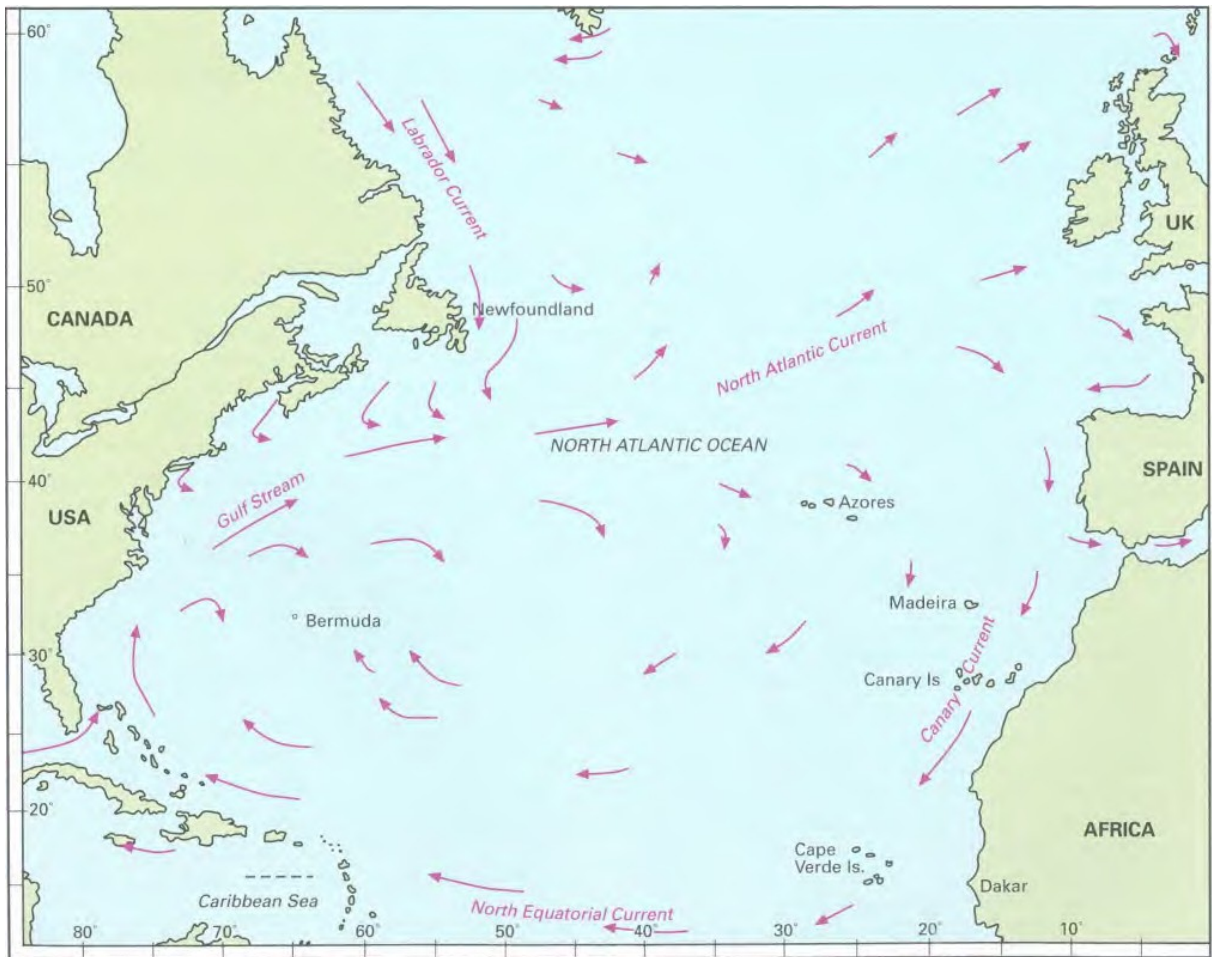 60°
Labrador Current
UK
50°
Newfoundland
CANADA
North Atlantic Current
NORTH ATLANTIC OCEAN
SPAIN
40°
Gulf Stream
USA
Azores
Madeira
Bermuda
30°
Canary Is
Canary Current
20°
AFRICA
Cape
Verde Is.
Dakar
Caribbean Sea
North Equatorial Current
80° 70° 60° 50° 40° 30° 20° 10°